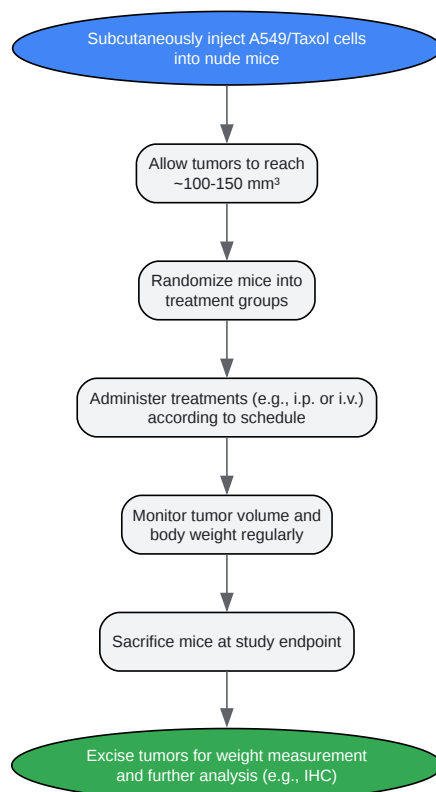 Subcutaneously inject A549/Taxol cells
into nude mice
Allow tumors to reach
~100-150 mm³
Randomize mice into
treatment groups
Administer treatments (e.g., i.p. or i.v.)
according to schedule
Monitor tumor volume and
body weight regularly
Sacrifice mice at study endpoint
Excise tumors for weight measurement
and further analysis (e.g., IHC)